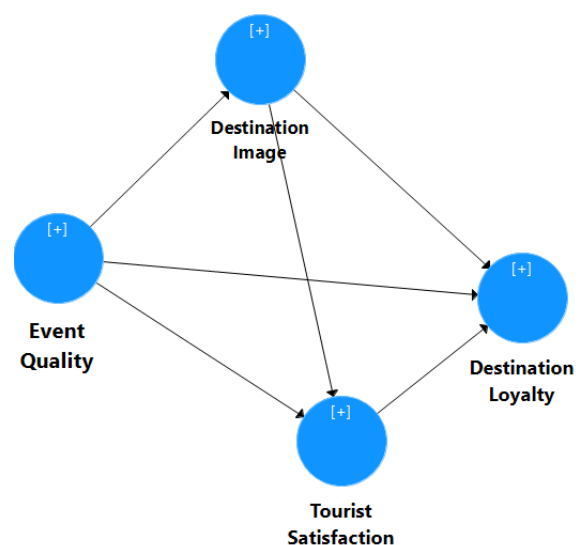 [+]
Destination
Image
[+]
Event
Quality
[+]
Destination
Loyalty
[+]
Tourist
Satisfaction